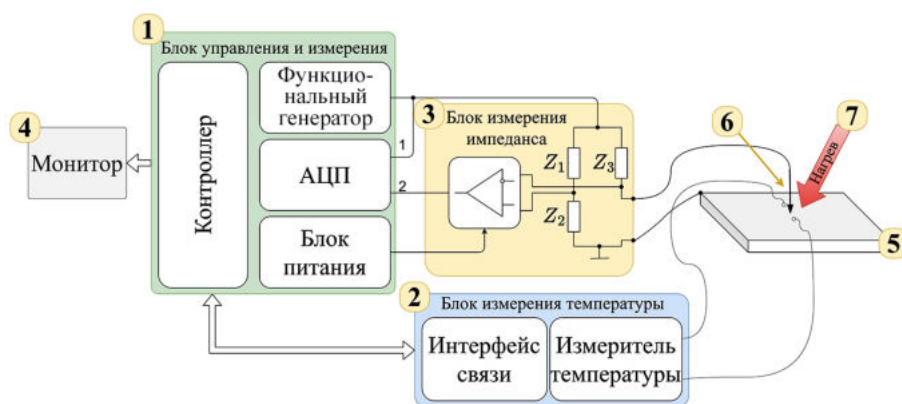 1
Блок управления и измерения
Контроллер
Функцио-
нальный
генератор
АЦП
1
2
Блок
питания
4
Монитор
3
Блок измерения
импеданса
Z₁
Z₃
Z₂
6
7
Нагрев
5
2
Блок измерения температуры
Интерфейс
связи
Измеритель
температуры